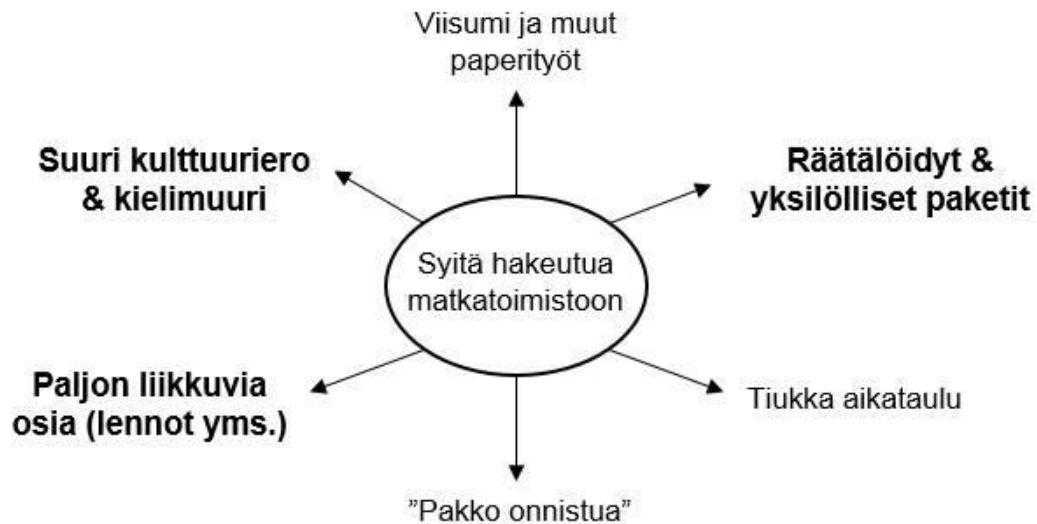 Viisumi ja muut
paperityöt
Suuri kulttuuriero
& kielimuuri
Räätälöidyt &
yksilölliset paketit
Syitä hakeutua
matkatoimistoon
Paljon liikkuvia
osia (lennot yms.)
Tiukka aikataulu
”Pakko onnistua”